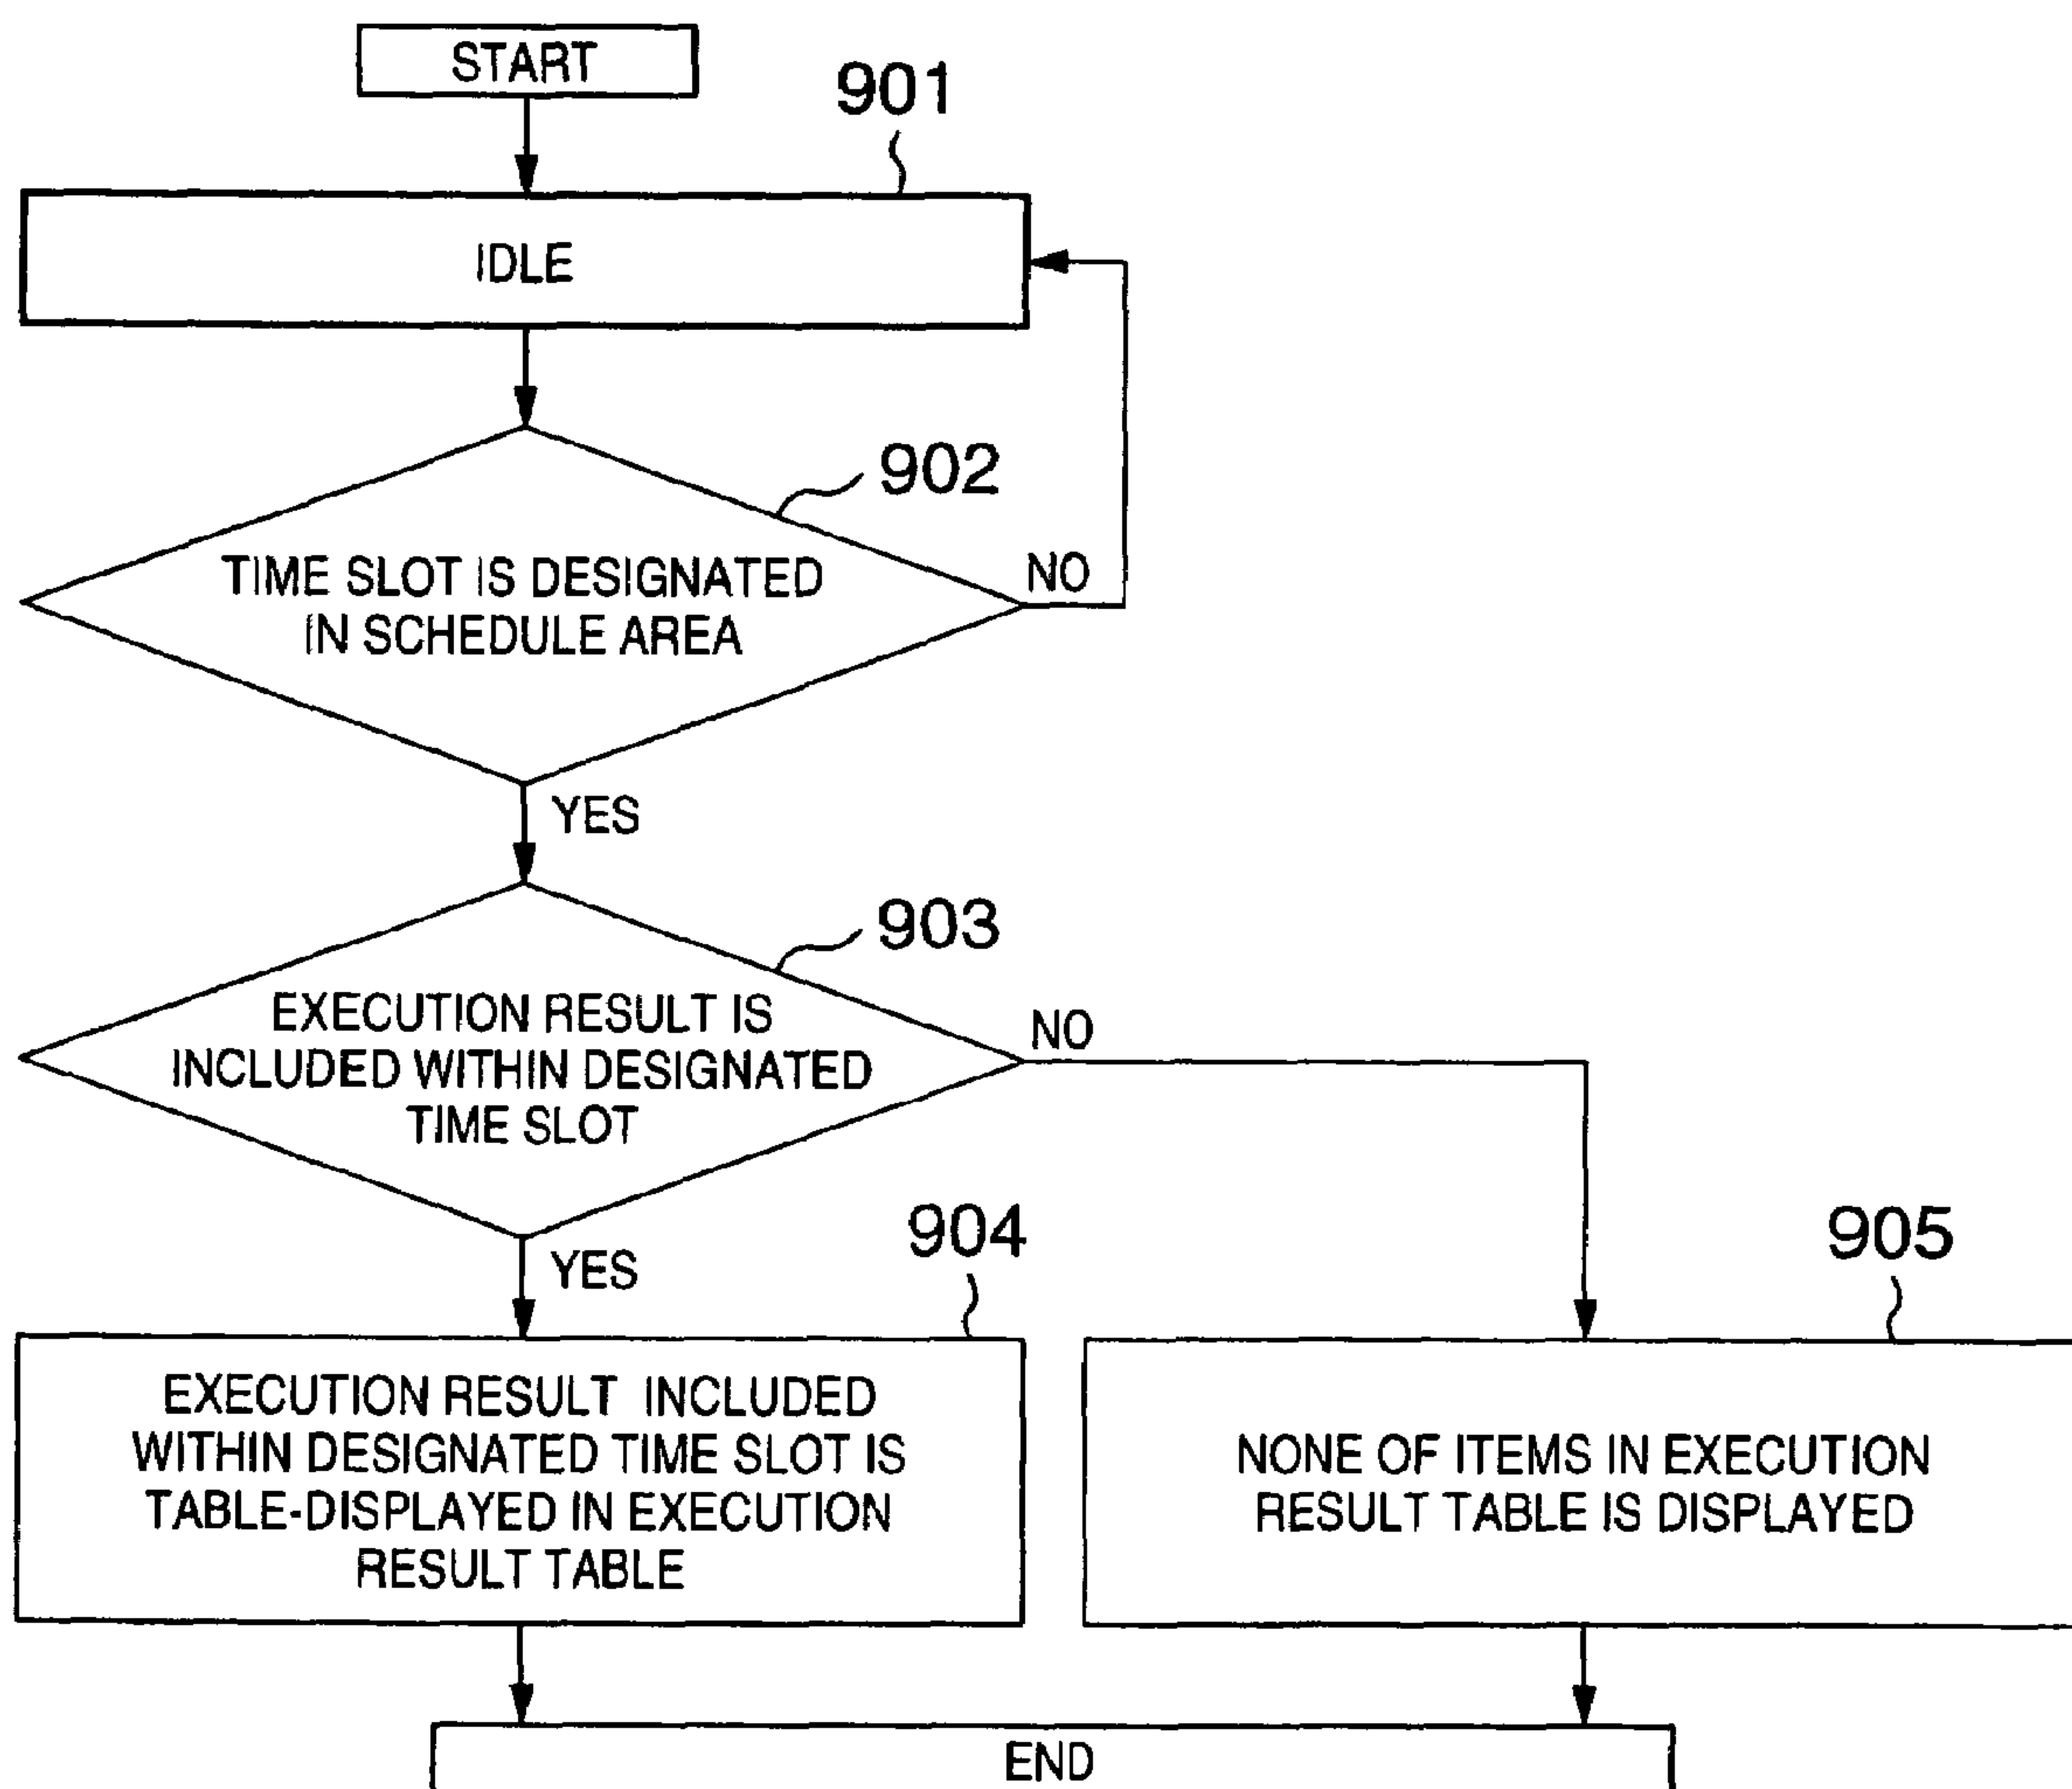 START
901
IDLE
902
TIME SLOT IS DESIGNATED
IN SCHEDULE AREA
NO
YES
903
EXECUTION RESULT IS
INCLUDED WITHIN DESIGNATED
TIME SLOT
NO
YES
904
EXECUTION RESULT INCLUDED
WITHIN DESIGNATED TIME SLOT IS
TABLE-DISPLAYED IN EXECUTION
RESULT TABLE
905
NONE OF ITEMS IN EXECUTION
RESULT TABLE IS DISPLAYED
END